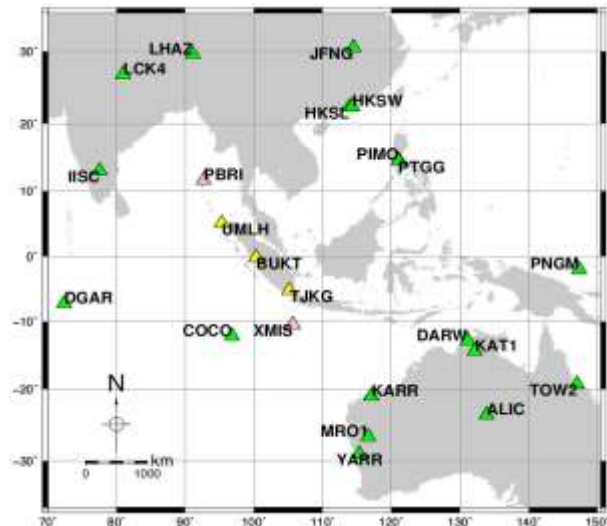 LHAZ
JFNG
30°
LCK4
HKSW
HKSL
20°
PIMO
PTGG
IISC
PBRI
10°
UMLH
0°
BUKT
PNGM
TJKG
DGAR
-10°
COCO
XMIS
DARW
KAT1
-20°
KARR
TOW2
N
ALIC
MRO1
-30°
YARR
km
0 1000
70° 80° 90° 100° 110° 120° 130° 140° 150°